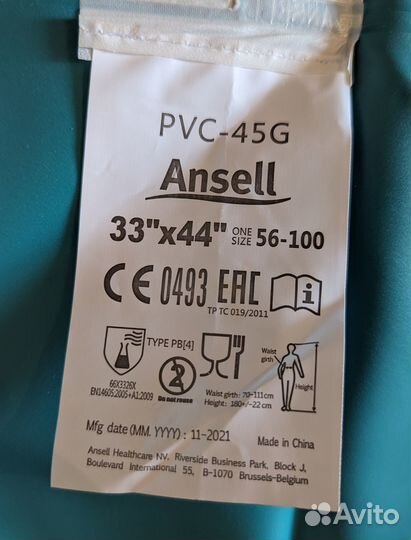 PVC-45G
Ansell
33"x44" ONE SIZE 56-100
CE 0493 EAC
TP TC 019/2011
TYPE PB[4]
66X3326X
EN14605:2005+A1:2009
2
Do not reuse
Waist girth
Height
Waist girth: 70-111cm
Height: 180+/-22cm
Mfg date (MM. YYYY) : 11-2021
Made in China
Ansell Healthcare NV. Riverside Business Park, Block J,
Boulevard International 55, B-1070 Brussels-Belgium
Avito